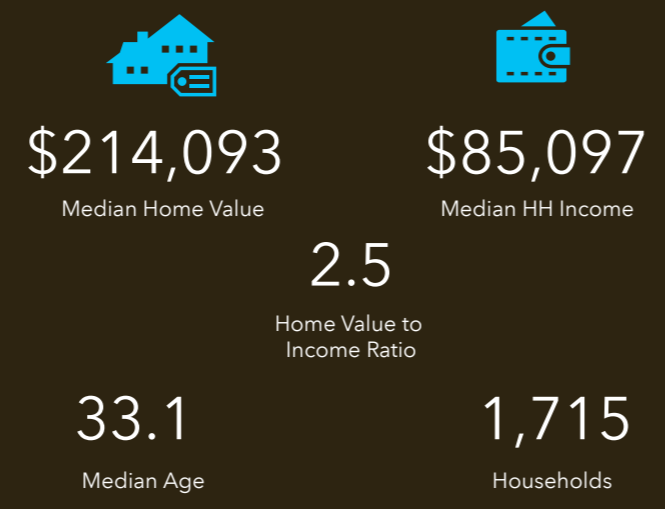 $214,093
Median Home Value
$85,097
Median HH Income
2.5
Home Value to
Income Ratio
33.1
Median Age
1,715
Households